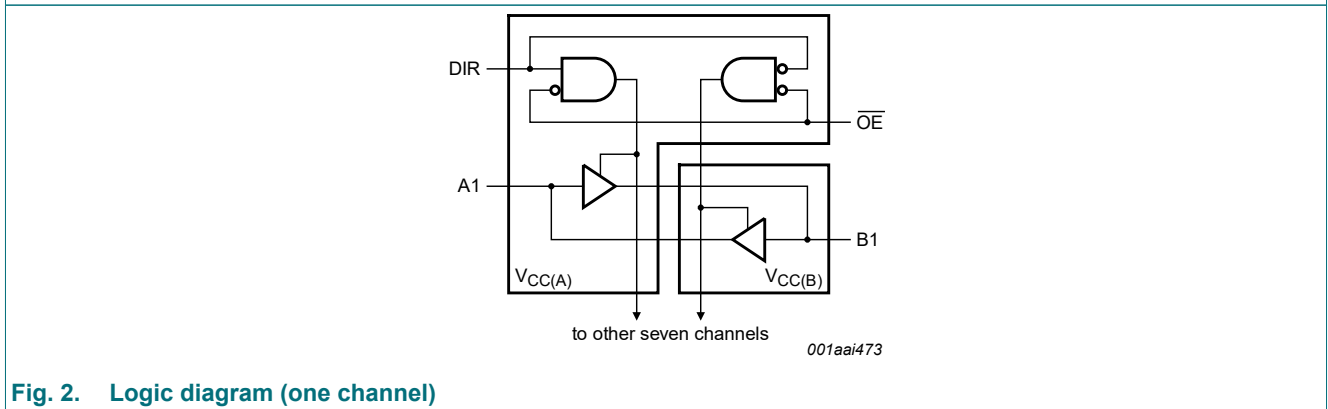 DIR
OE
A1
B1
VCC(A)
VCC(B)
to other seven channels
001aai473
Fig. 2. Logic diagram (one channel)